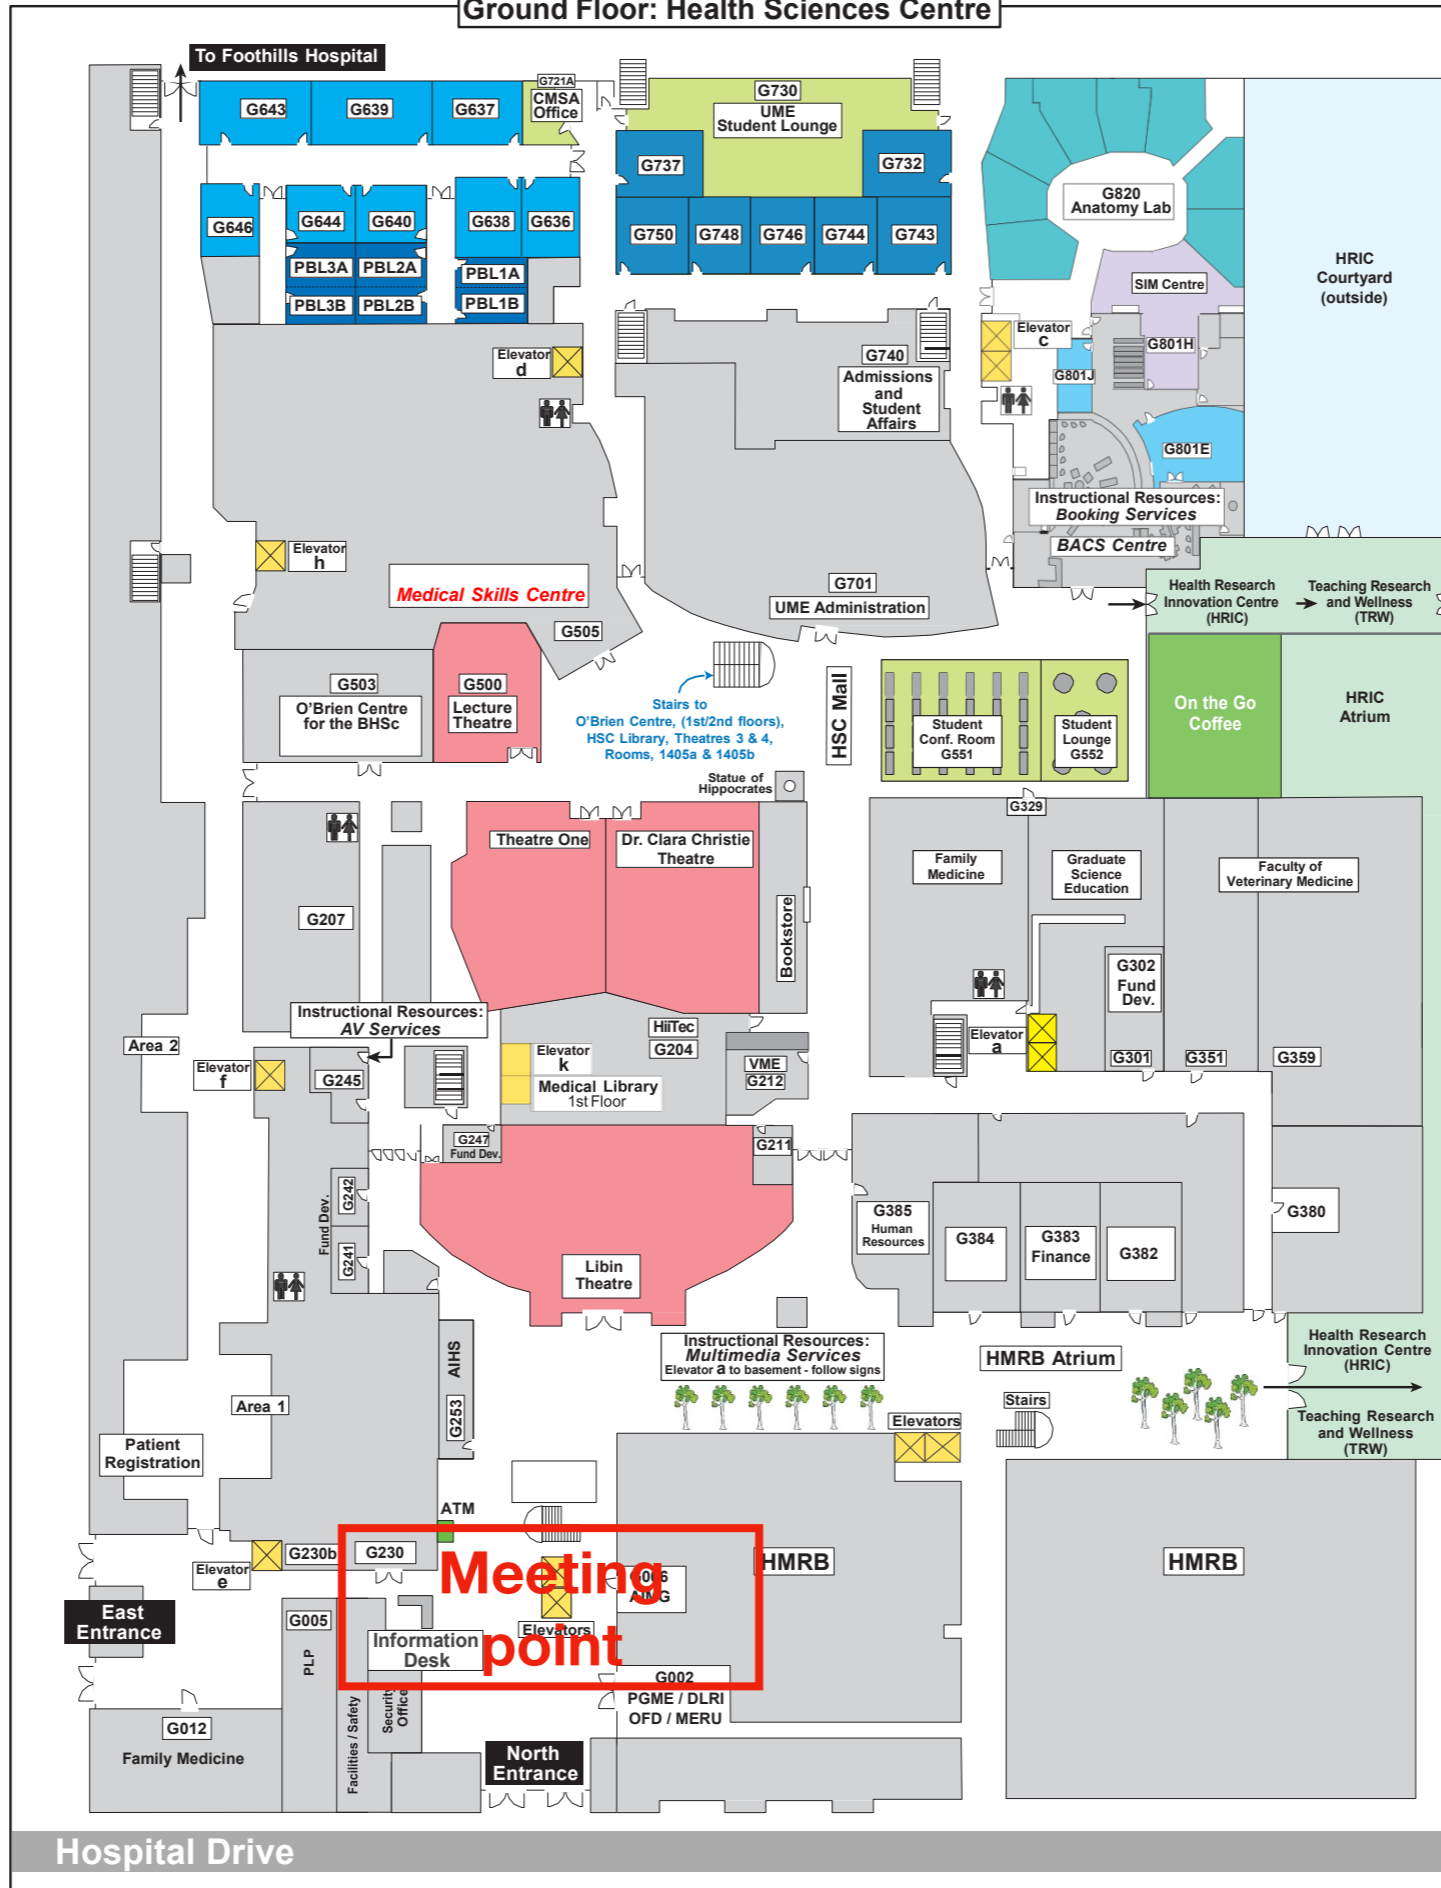 Ground Floor: Health Sciences Centre
To Foothills Hospital
G643
G639
G637
G721A
CMSA
Office
G730
UME
Student Lounge
G737
G732
G820
Anatomy Lab
G646
G644
G640
G638
G636
G750
G748
G746
G744
G743
PBL3A
PBL2A
PBL1A
PBL3B
PBL2B
PBL1B
SIM Centre
HRIC
Courtyard
(outside)
Elevator
d
Elevator
c
G801H
G801J
G740
Admissions
and
Student
Affairs
G801E
Instructional Resources:
Booking Services
BACS Centre
Elevator
h
Medical Skills Centre
G505
G701
UME Administration
Health Research
Innovation Centre
(HRIC)
Teaching Research
and Wellness
(TRW)
G503
O'Brien Centre
for the BHSc
G500
Lecture
Theatre
Stairs to
O'Brien Centre, (1st/2nd floors),
HSC Library, Theatres 3 & 4,
Rooms, 1405a & 1405b
HSC Mall
Student
Conf. Room
G551
Student
Lounge
G552
On the Go
Coffee
HRIC
Atrium
Statue of
Hippocrates
G329
Theatre One
Dr. Clara Christie
Theatre
Bookstore
Family
Medicine
Graduate
Science
Education
Faculty of
Veterinary Medicine
G207
G302
Fund
Dev.
Instructional Resources:
AV Services
HiiTec
G204
Elevator
a
Area 2
Elevator
f
G245
Elevator
k
Medical Library
1st Floor
VME
G212
G301
G351
G359
G247
Fund Dev.
G211
Fund Dev.
G242
G241
G385
Human
Resources
G384
G383
Finance
G382
G380
Libin
Theatre
Instructional Resources:
Multimedia Services
Elevator a to basement - follow signs
HMRB Atrium
Health Research
Innovation Centre
(HRIC)
AIHS
G253
Area 1
Stairs
Elevators
Teaching Research
and Wellness
(TRW)
Patient
Registration
ATM
G230b
G230
Elevator
e
Meeting
point
HMRB
HMRB
G006
AIMG
East
Entrance
G005
PLP
Information
Desk
Elevators
Facilities / Safety
Security
Office
G002
PGME / DLRI
OFD / MERU
G012
Family Medicine
North
Entrance
Hospital Drive